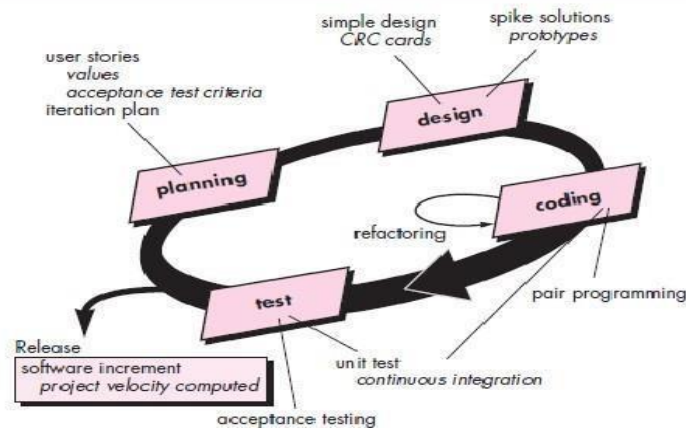 simple design
CRC cards
spike solutions
prototypes
user stories
values
acceptance test criteria
iteration plan
design
planning
coding
refactoring
pair programming
test
unit test
continuous integration
acceptance testing
Release
software increment
project velocity computed